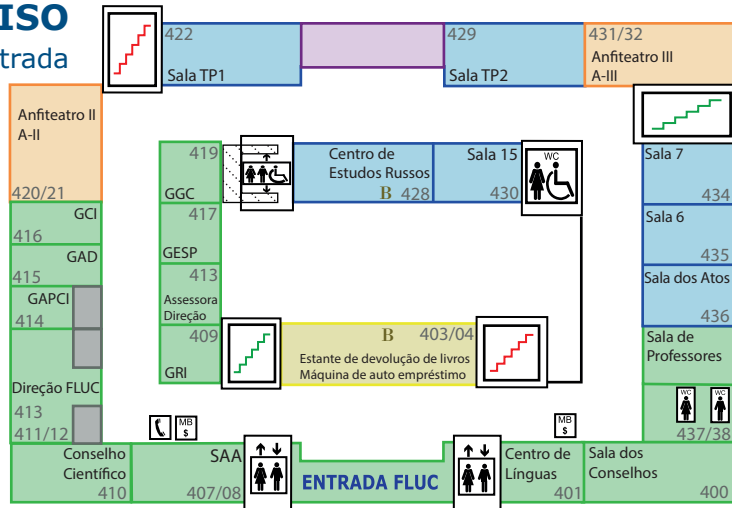 ISO
trada
422
Sala TP1
429
Sala TP2
431/32
Anfiteatro III
A-III
Anfiteatro II
A-II
420/21
419
GGC
Centro de
Estudos Russos
B 428
Sala 15
430
WC
Sala 7
434
GCI
416
417
GESP
Sala 6
435
GAD
415
413
Assessora
Direção
Sala dos Atos
436
GAPCI
414
409
GRI
B 403/04
Estante de devolução de livros
Máquina de auto empréstimo
Sala de
Professores
Direção FLUC
413
411/12
MB
$
MB
$
437/38
Conselho
Científico
410
SAA
407/08
ENTRADA FLUC
Centro de
Línguas
401
Sala dos
Conselhos
400